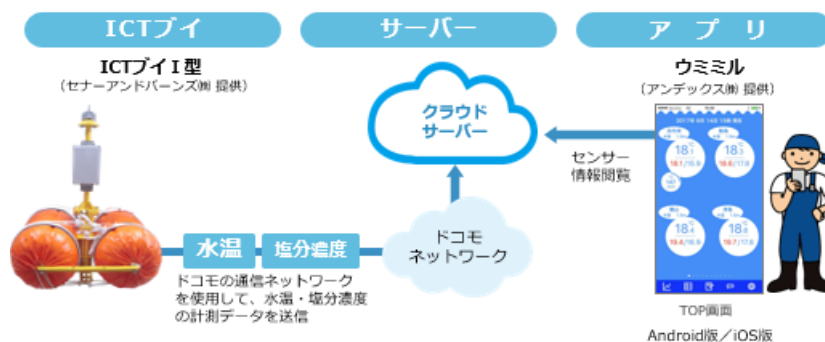 ICTブイ
サーバー
アプリ
ICTブイⅠ型
(セナーアンドバーンズ㈱ 提供)
クラウド
サーバー
ウミミル
(アンデックス㈱ 提供)
センサー
情報閲覧
水温
塩分濃度
ドコモ
ネットワーク
ドコモの通信ネットワーク
を使用して、水温・塩分濃度
の計測データを送信
TOP画面
Android版/iOS版